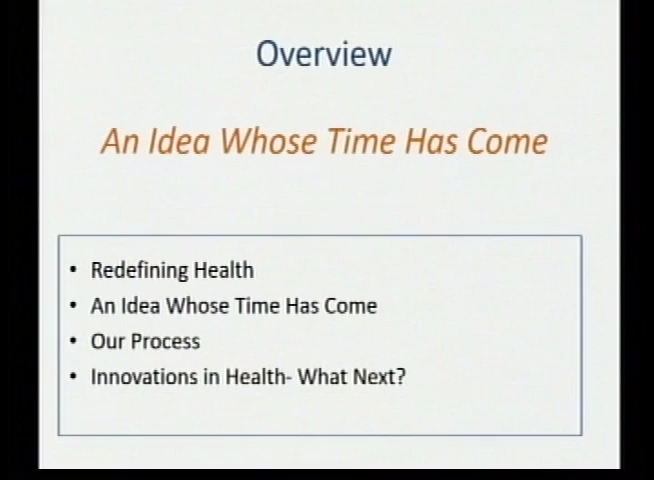 Overview
An Idea Whose Time Has Come
• Redefining Health
• An Idea Whose Time Has Come
• Our Process
• Innovations in Health- What Next?